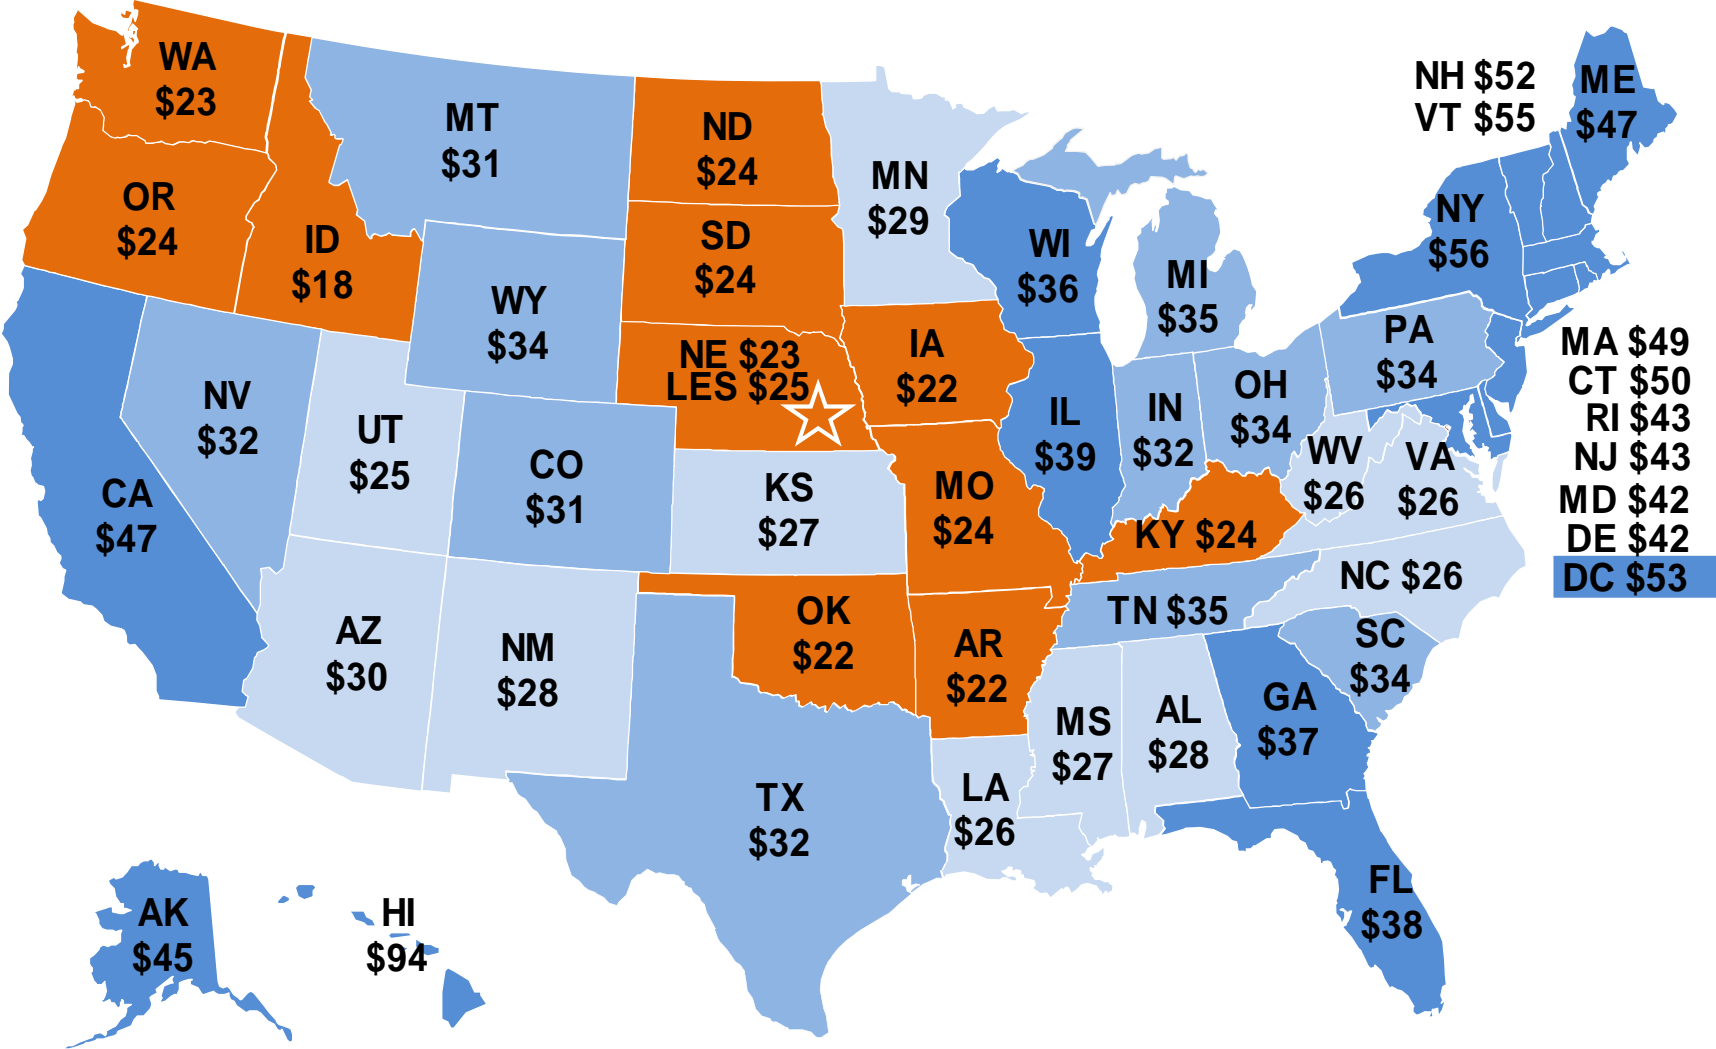 WA
$23
OR
$24
ID
$18
MT
$31
ND
$24
SD
$24
MN
$29
WI
$36
MI
$35
NH $52
VT $55
ME
$47
NY
$56
WY
$34
NE $23
LES $25
IA
$22
NV
$32
UT
$25
CA
$47
CO
$31
KS
$27
MO
$24
IL
$39
IN
$32
OH
$34
PA
$34
WV
$26
VA
$26
KY $24
MA $49
CT $50
RI $43
NJ $43
MD $42
DE $42
DC $53
NC $26
TN $35
SC
$34
AZ
$30
NM
$28
OK
$22
AR
$22
MS
$27
AL
$28
GA
$37
TX
$32
LA
$26
FL
$38
AK
$45
HI
$94